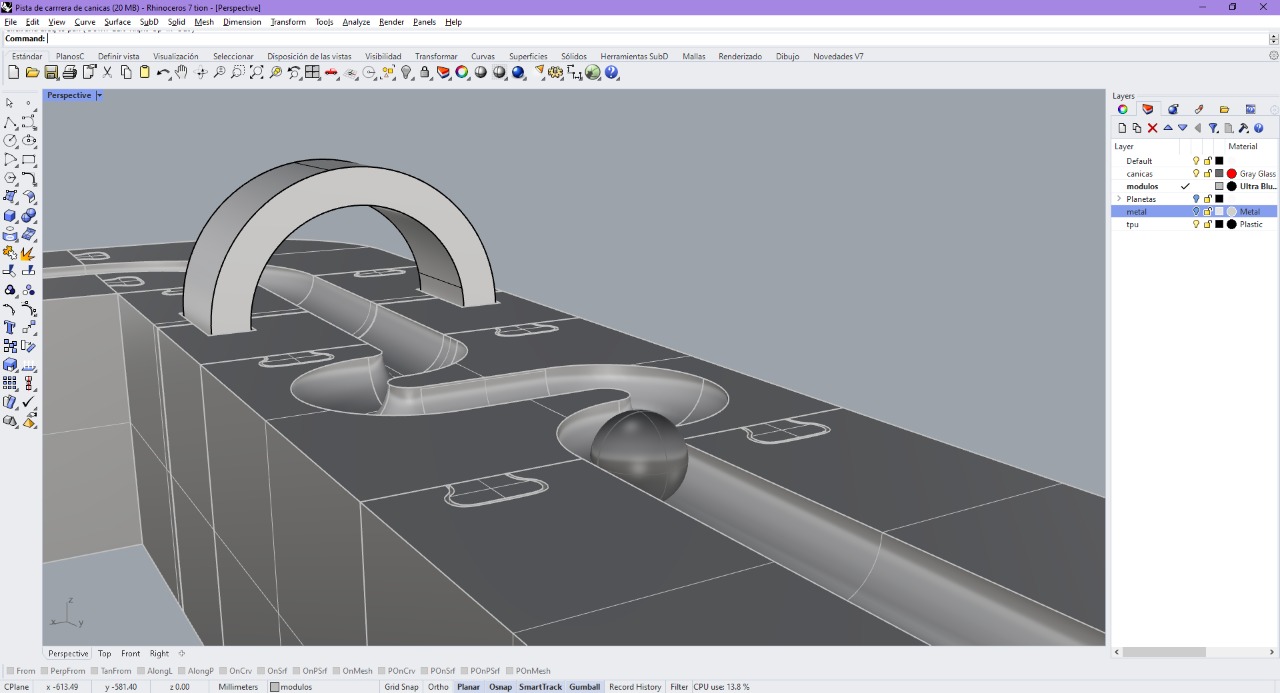 Pista de carrera de canicas (20 MB) - Rhinoceros 7 tion - [Perspective]
File Edit View Curve Surface SubD Solid Mesh Dimension Transform Tools Analyze Render Panels Help
Command:
Estándar PlanosC Definir vista Visualización Seleccionar Disposición de las vistas Visibilidad Transformar Curvas Superficies Sólidos Herramientas SubD Mallas Renderizado Dibujo Novedades V7
Perspective
Layers
Layer Material
Default
canicas Gray Glass
modulos Ultra Blu...
Planetas
metal Metal
tpu Plastic
z
x y
Perspective Top Front Right
From PerpFrom TanFrom AlongL AlongP OnCrv OnSrf OnPSrf OnMesh POnCrv POnSrf POnPSrf POnMesh
CPlane x -613.49 y -581.40 z 0.00 Millimeters modulos Grid Snap Ortho Planar Osnap SmartTrack Gumball Record History Filter CPU use: 13.8 %